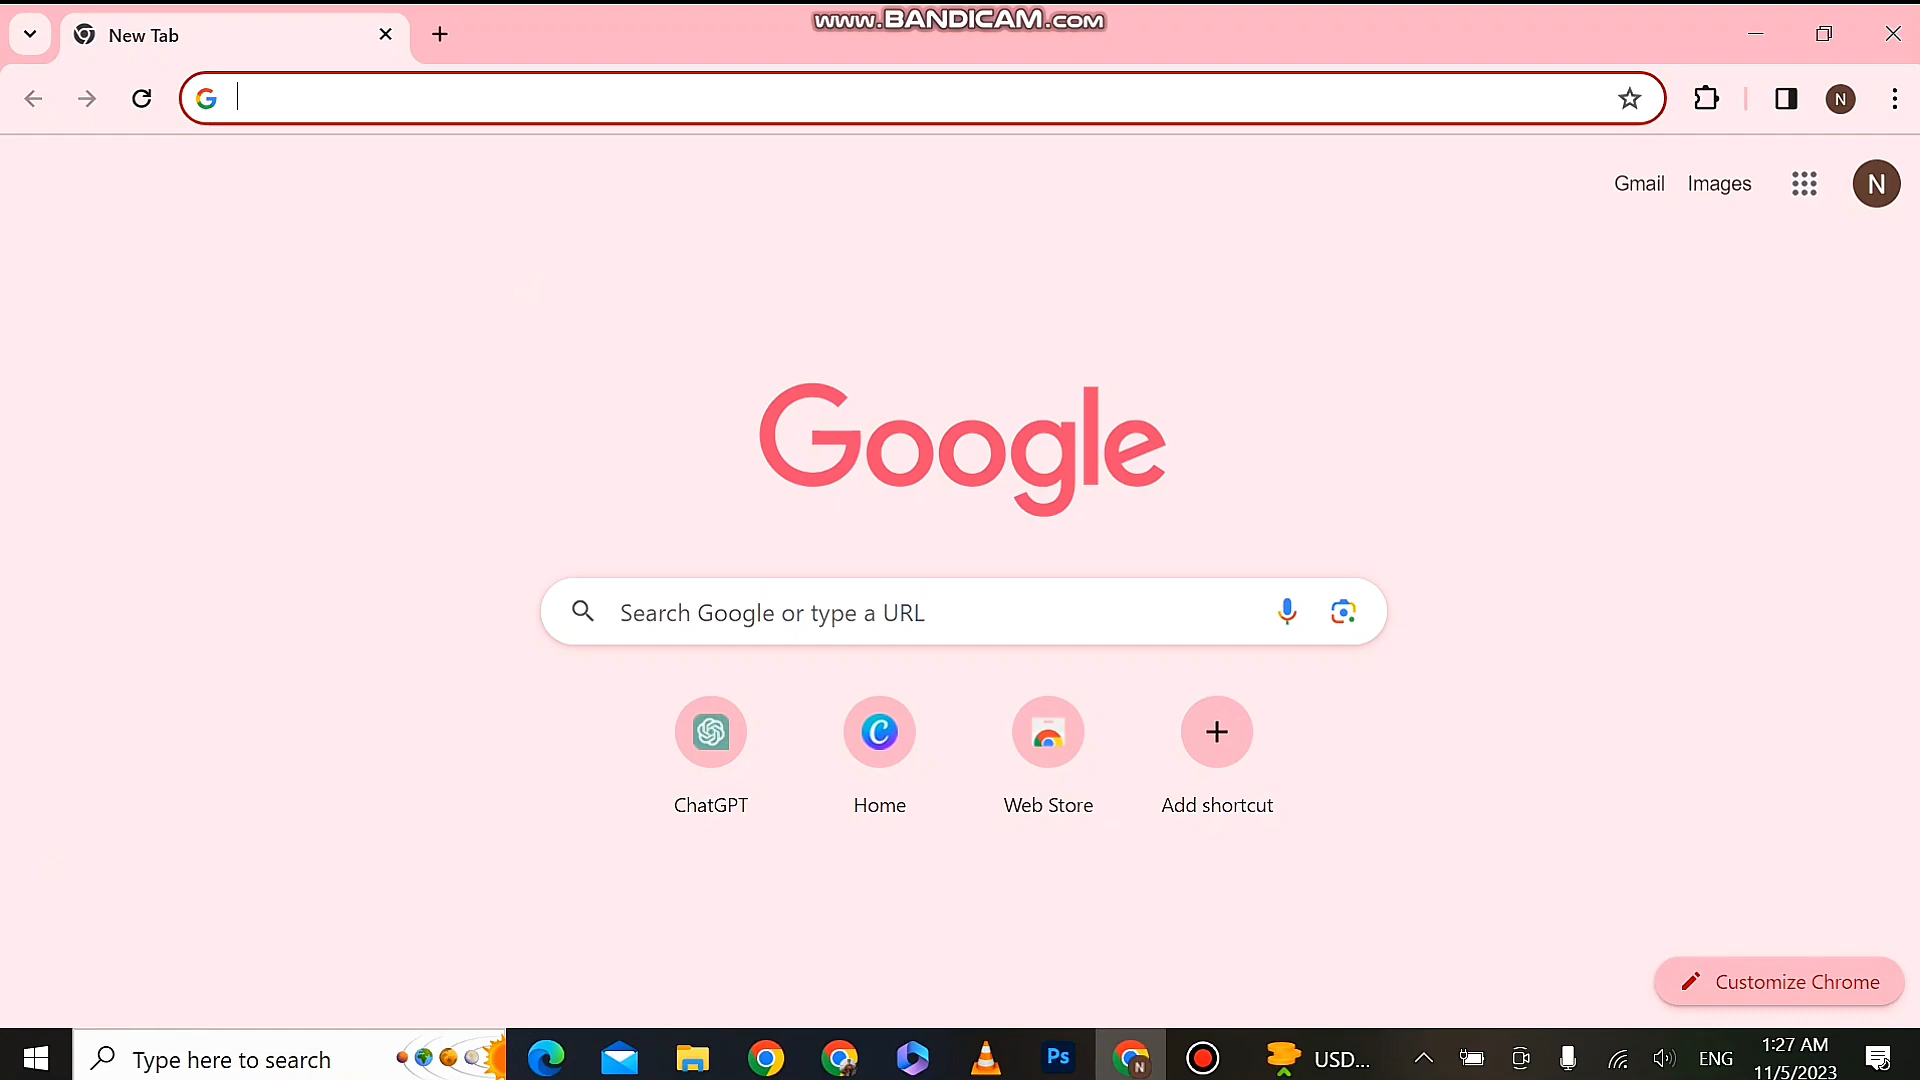 www.BANDICAM.com
New Tab
N
Gmail Images
N
Google
Search Google or type a URL
ChatGPT Home Web Store Add shortcut
Customize Chrome
Type here to search
Ps
N
USD...
ENG
1:27 AM
11/5/2023